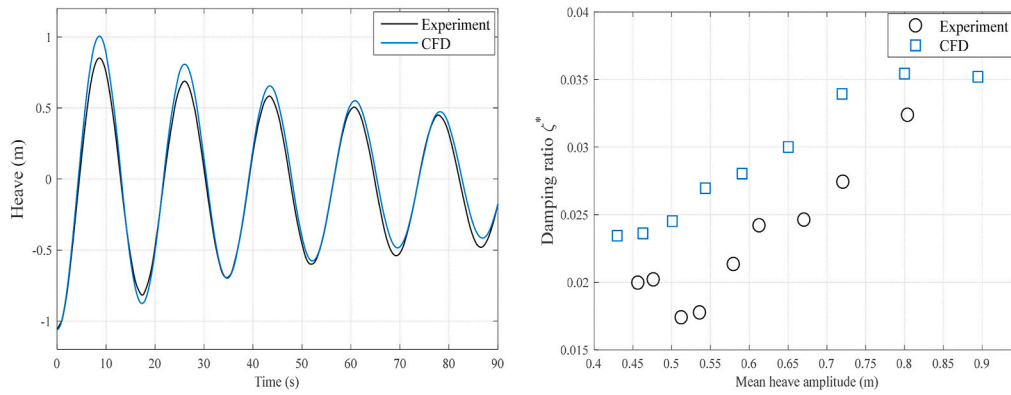 Experiment
CFD
Heave (m)
1
0.5
0
-0.5
-1
0 10 20 30 40 50 60 70 80 90
Time (s)
Experiment
CFD
Damping ratio ζ*
0.04
0.035
0.03
0.025
0.02
0.015
0.4 0.45 0.5 0.55 0.6 0.65 0.7 0.75 0.8 0.85 0.9
Mean heave amplitude (m)